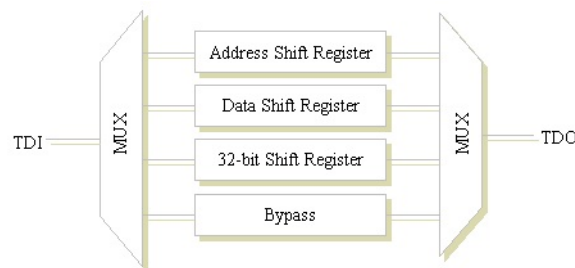 Address Shift Register
Data Shift Register
TDI
MUX
MUX
TDO
32-bit Shift Register
Bypass